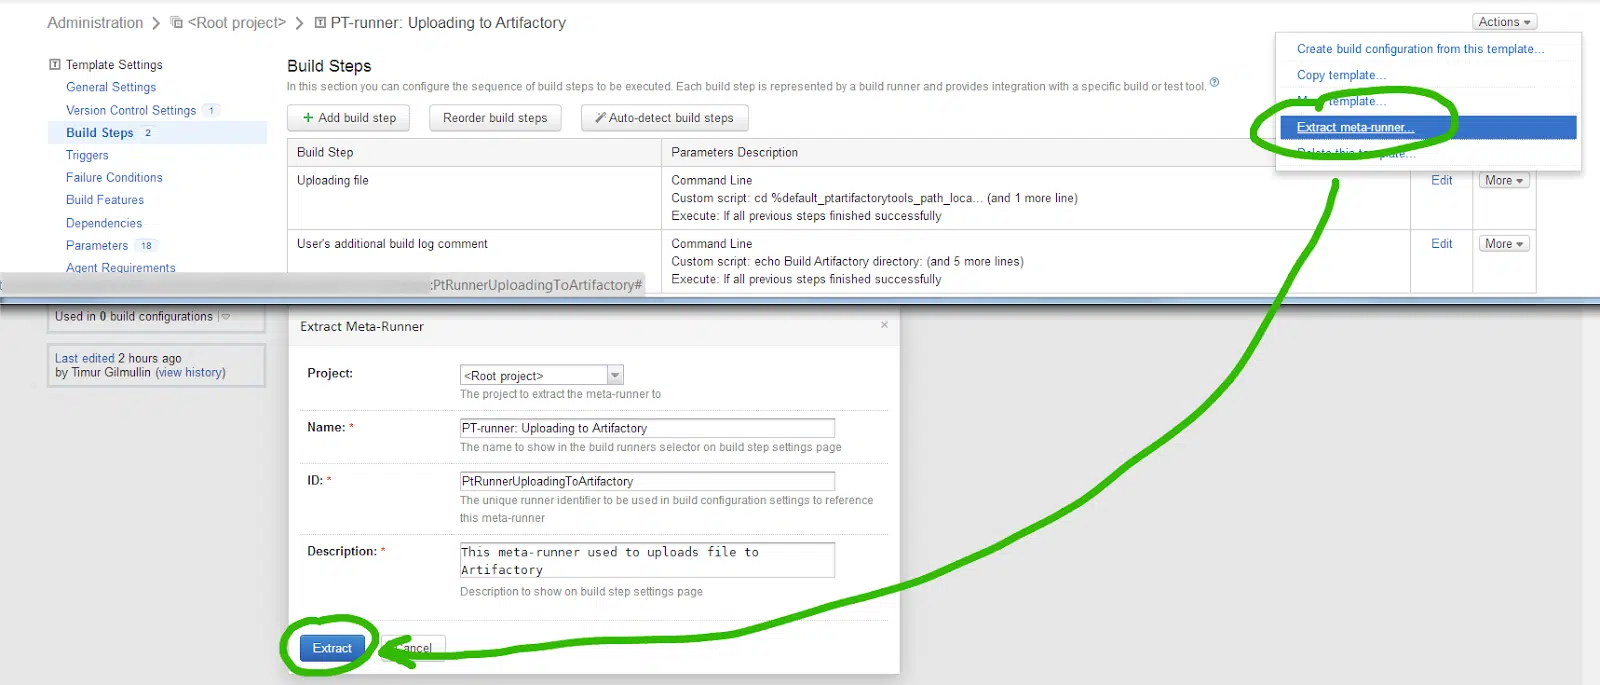 Administration > <Root project> > PT-runner: Uploading to Artifactory
Actions
Create build configuration from this template...
Copy template...
template...
Extract meta-runner...
Delete this template...
Template Settings
General Settings
Version Control Settings 1
Build Steps 2
Triggers
Failure Conditions
Build Features
Dependencies
Parameters 18
Agent Requirements
Build Steps
In this section you can configure the sequence of build steps to be executed. Each build step is represented by a build runner and provides integration with a specific build or test tool.
+ Add build step Reorder build steps Auto-detect build steps
Build Step Parameters Description
Uploading file Command Line Edit More
Custom script: cd %default_ptartifactorytools_path_loca... (and 1 more line)
Execute: If all previous steps finished successfully
User's additional build log comment Command Line Edit More
Custom script: echo Build Artifactory directory: (and 5 more lines)
Execute: If all previous steps finished successfully
:PtRunnerUploadingToArtifactory#
Used in 0 build configurations
Last edited 2 hours ago
by Timur Gilmullin (view history)
Extract Meta-Runner ×
Project: <Root project>
The project to extract the meta-runner to
Name: * PT-runner: Uploading to Artifactory
The name to show in the build runners selector on build step settings page
ID: * PtRunnerUploadingToArtifactory
The unique runner identifier to be used in build configuration settings to reference
this meta-runner
Description: * This meta-runner used to uploads file to
Artifactory
Description to show on build step settings page
Extract Cancel